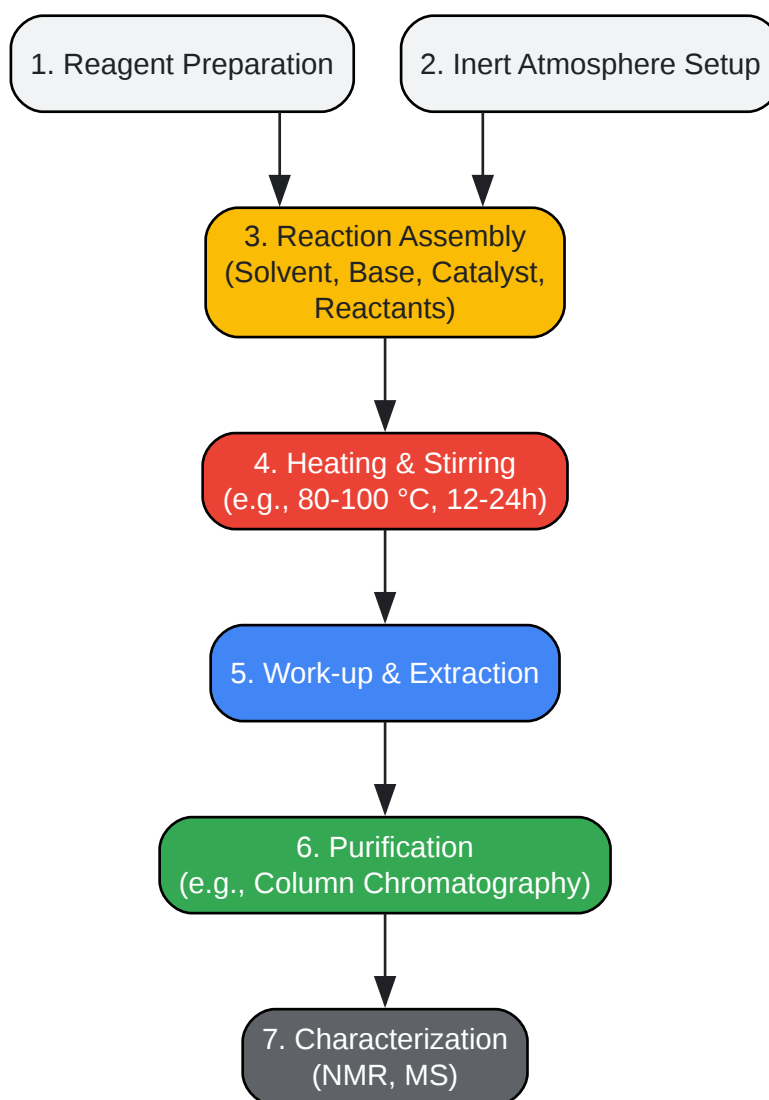 1. Reagent Preparation
2. Inert Atmosphere Setup
3. Reaction Assembly
(Solvent, Base, Catalyst,
Reactants)
4. Heating & Stirring
(e.g., 80-100 °C, 12-24h)
5. Work-up & Extraction
6. Purification
(e.g., Column Chromatography)
7. Characterization
(NMR, MS)